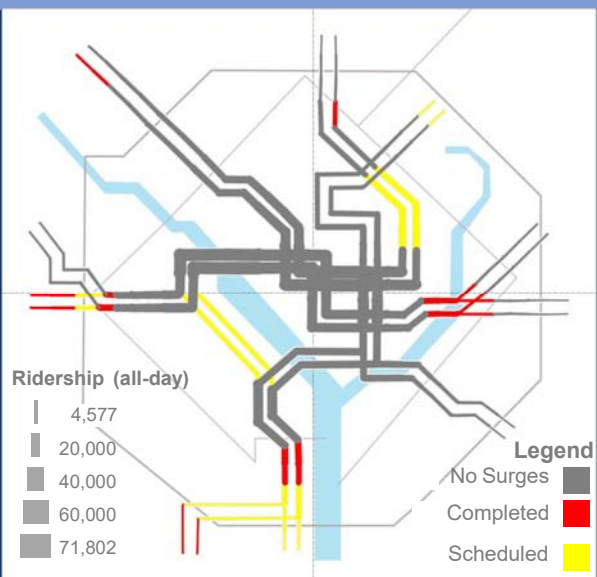 Ridership (all-day)
4,577
20,000
40,000
60,000
71,802
Legend
No Surges
Completed
Scheduled